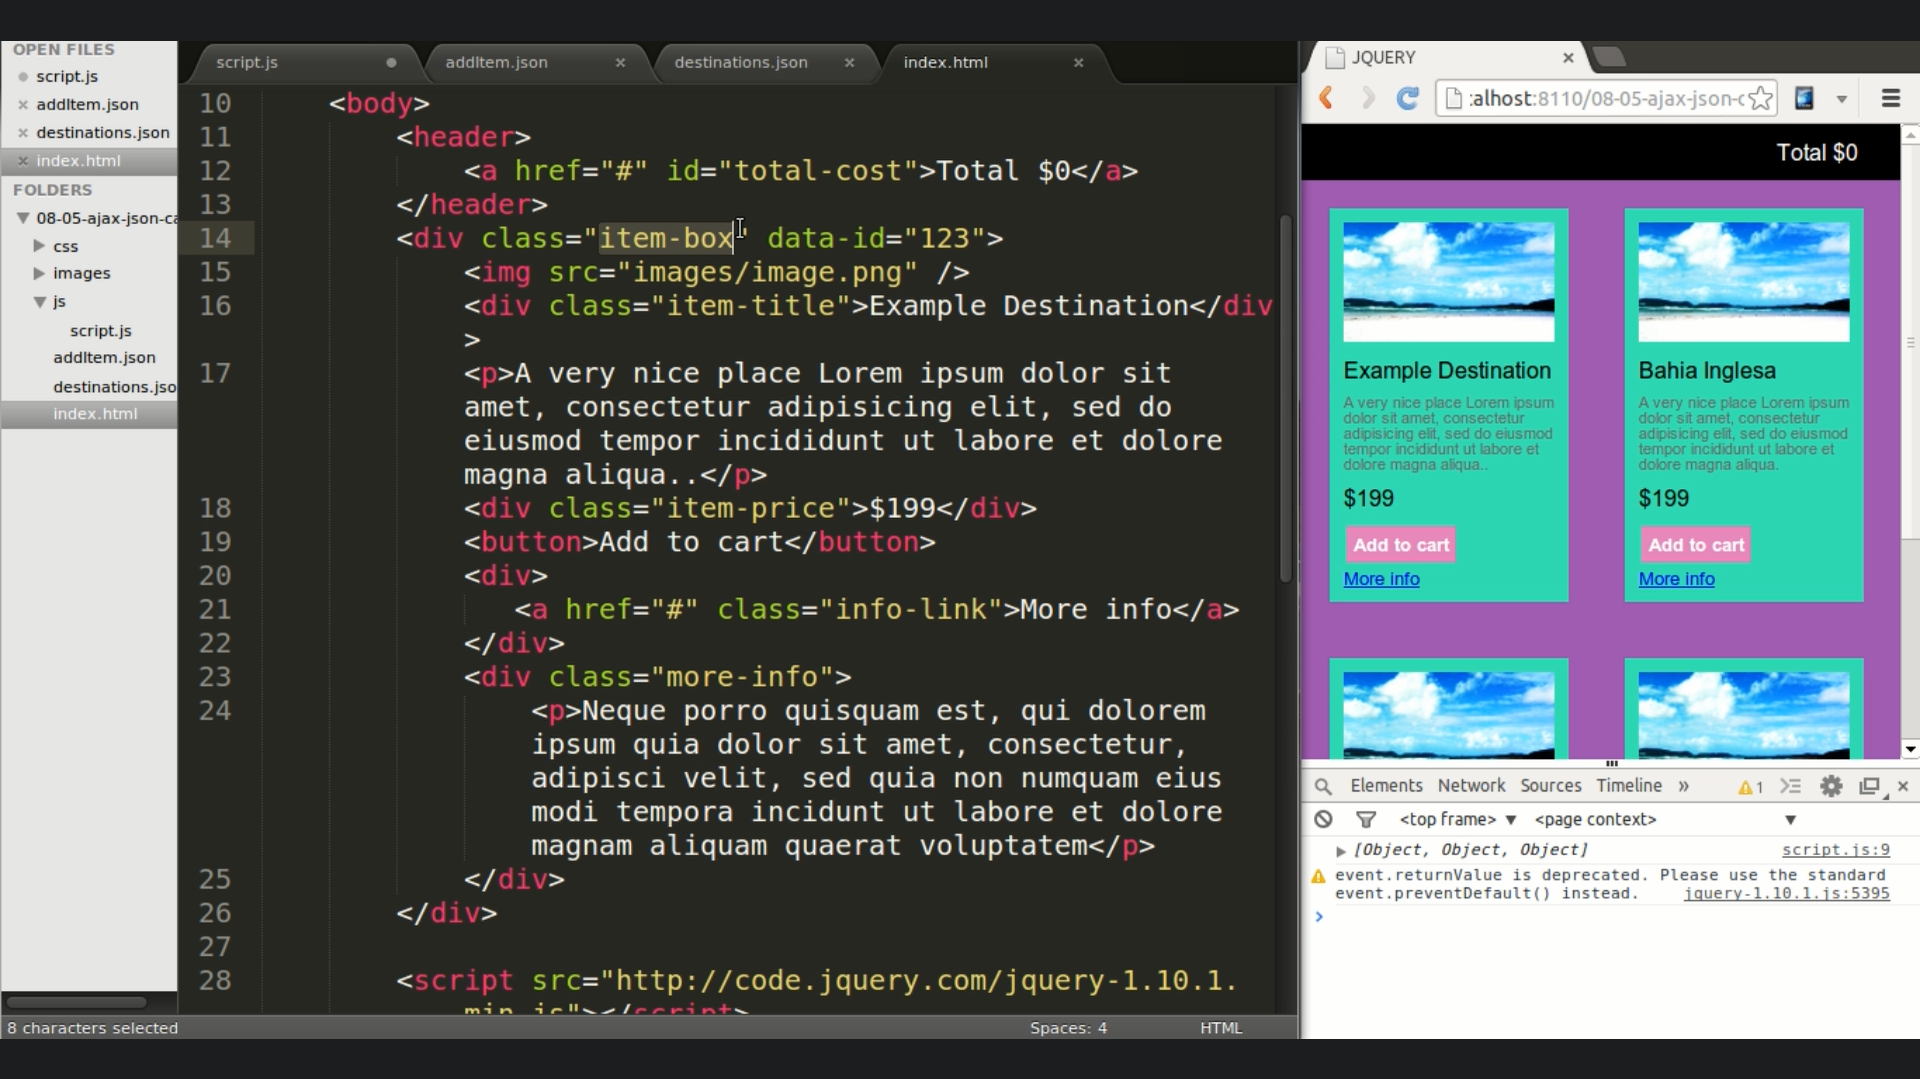 OPEN FILES
script.js
addItem.json
destinations.json
index.html
FOLDERS
08-05-ajax-json-ca
css
images
js
script.js
addItem.json
destinations.jso
index.html
script.js
addItem.json
destinations.json
index.html
10 <body>
11 <header>
12 <a href="#" id="total-cost">Total $0</a>
13 </header>
14 <div class="item-box" data-id="123">
15 <img src="images/image.png" />
16 <div class="item-title">Example Destination</div
>
17 <p>A very nice place Lorem ipsum dolor sit
amet, consectetur adipisicing elit, sed do
eiusmod tempor incididunt ut labore et dolore
magna aliqua..</p>
18 <div class="item-price">$199</div>
19 <button>Add to cart</button>
20 <div>
21 <a href="#" class="info-link">More info</a>
22 </div>
23 <div class="more-info">
24 <p>Neque porro quisquam est, qui dolorem
ipsum quia dolor sit amet, consectetur,
adipisci velit, sed quia non numquam eius
modi tempora incidunt ut labore et dolore
magnam aliquam quaerat voluptatem</p>
25 </div>
26 </div>
27
28 <script src="http://code.jquery.com/jquery-1.10.1.
min.js"></script>
8 characters selected
Spaces: 4
HTML
JQUERY
:alhost:8110/08-05-ajax-json-c
Total $0
Example Destination
A very nice place Lorem ipsum
dolor sit amet, consectetur
adipisicing elit, sed do eiusmod
tempor incididunt ut labore et
dolore magna aliqua..
$199
Add to cart
More info
Bahia Inglesa
A very nice place Lorem ipsum
dolor sit amet, consectetur
adipisicing elit, sed do eiusmod
tempor incididunt ut labore et
dolore magna aliqua.
$199
Add to cart
More info
Elements Network Sources Timeline » 1
<top frame> <page context>
[Object, Object, Object] script.js:9
event.returnValue is deprecated. Please use the standard
event.preventDefault() instead. jquery-1.10.1.js:5395